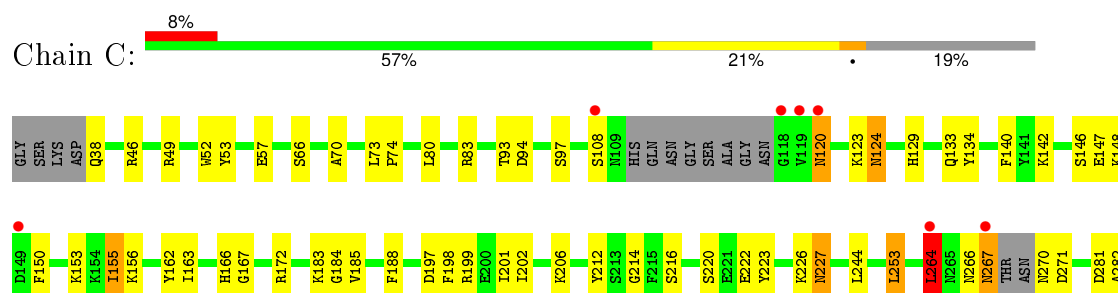 8%
Chain C:
57% 21% • 19%
GLY SER LYS ASP Q38 R46 R49 W52 Y53 E57 S66 A70 L73 P74 L80 R83 T93 D94 S97 S108 N109 HIS GLN ASN GLY SER ALA GLY ASN G118 V119 N120 K123 N124 H129 Q133 Y134 F140 Y141 K142 S146 E147 K148
D149 F150 K153 K154 I155 K156 Y162 I163 H166 G167 R172 K183 G184 V185 F188 D197 F198 R199 E200 I201 I202 K206 Y212 S213 G214 F215 S216 S220 E221 E222 Y223 K226 N227 L244 L253 L264 N265 N266 N267 THR ASN N270 D271 D281 A282